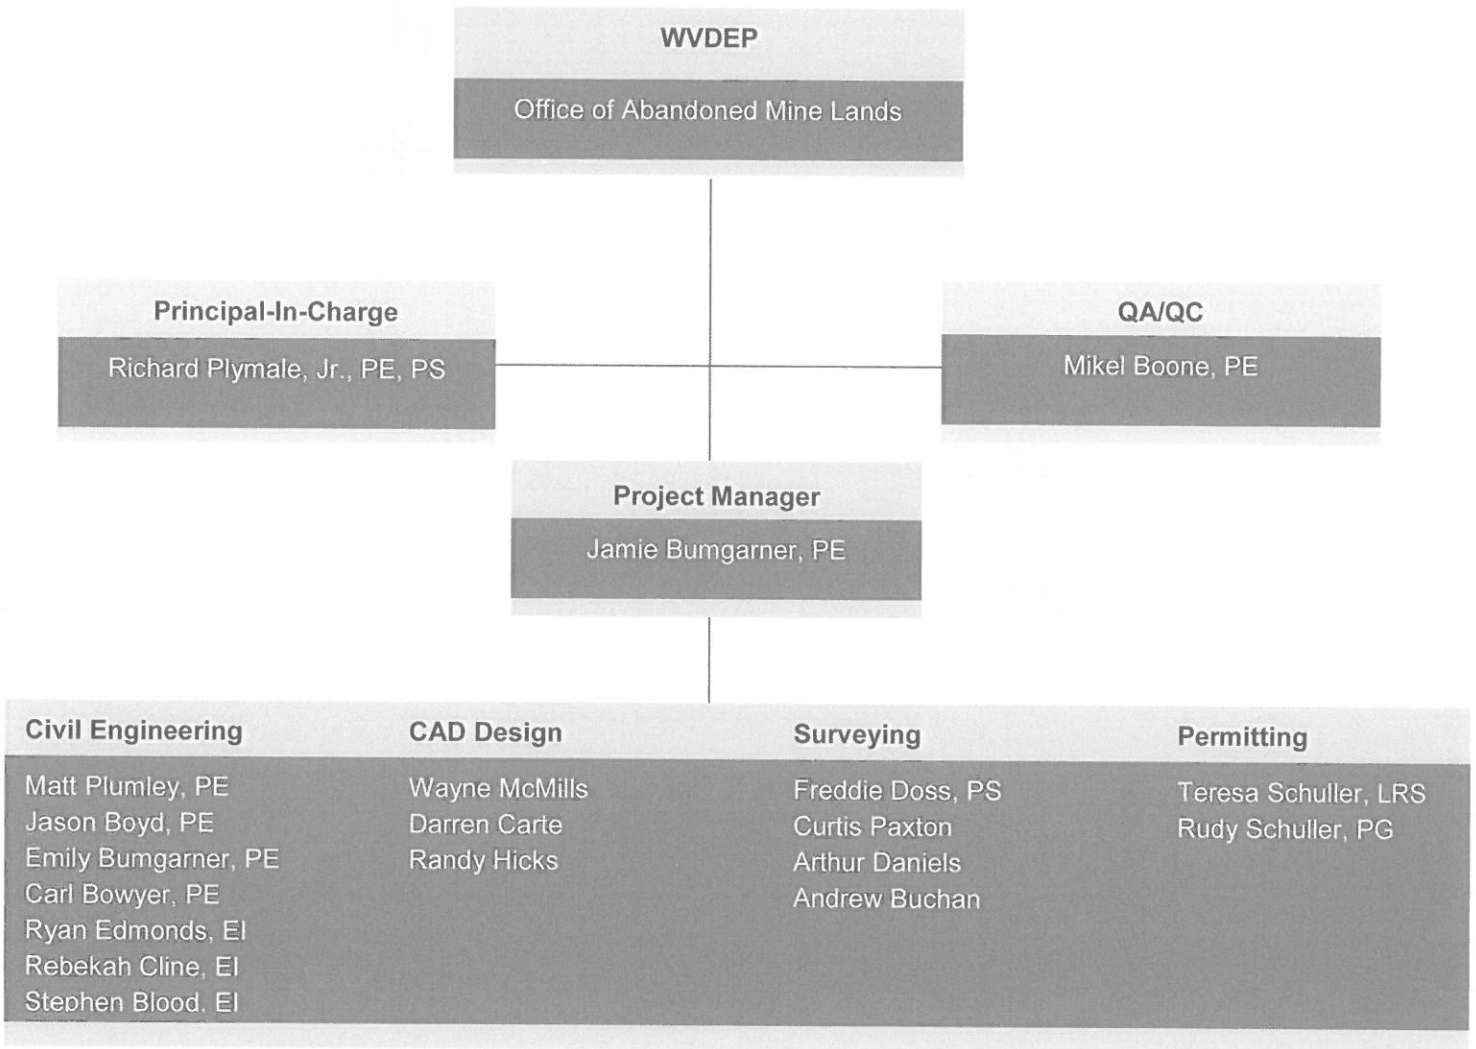 WVDEP
Office of Abandoned Mine Lands
Principal-In-Charge
Richard Plymale, Jr., PE, PS
QA/QC
Mikel Boone, PE
Project Manager
Jamie Bumgarner, PE
Civil Engineering
Matt Plumley, PE
Jason Boyd, PE
Emily Bumgarner, PE
Carl Bowyer, PE
Ryan Edmonds, EI
Rebekah Cline, EI
Stephen Blood, EI
CAD Design
Wayne McMills
Darren Carte
Randy Hicks
Surveying
Freddie Doss, PS
Curtis Paxton
Arthur Daniels
Andrew Buchan
Permitting
Teresa Schuller, LRS
Rudy Schuller, PG